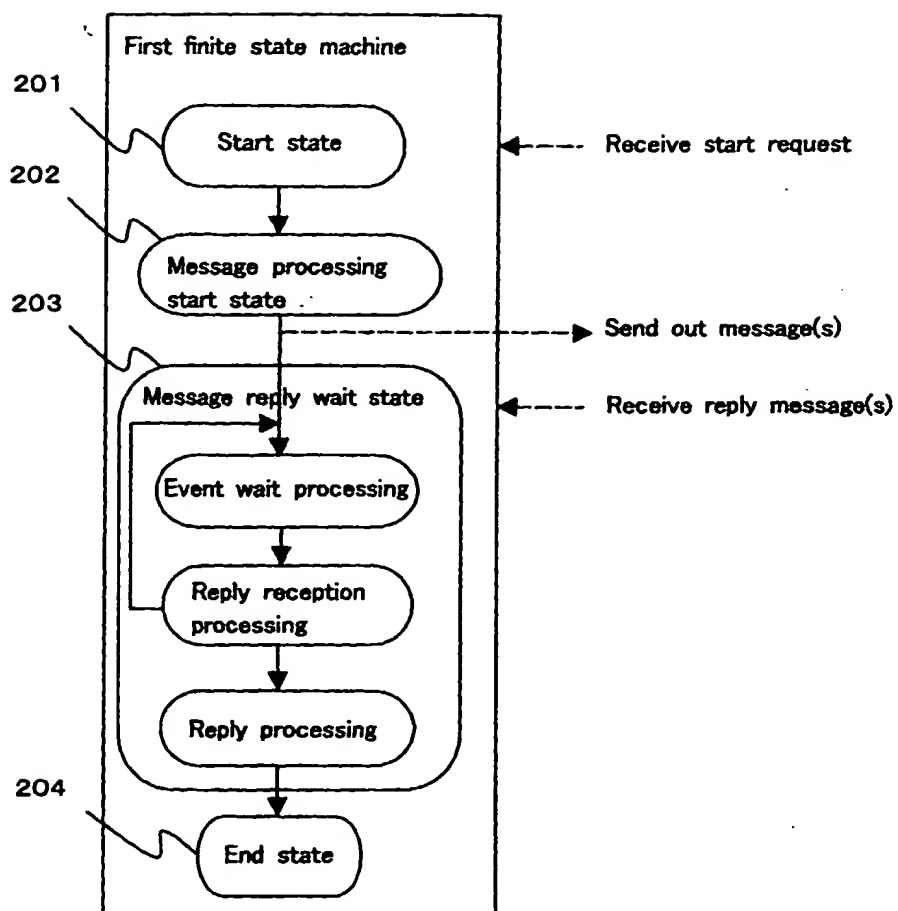 First finite state machine
201
Start state
Receive start request
202
Message processing
start state
203
Send out message(s)
Message reply wait state
Receive reply message(s)
Event wait processing
Reply reception
processing
Reply processing
204
End state